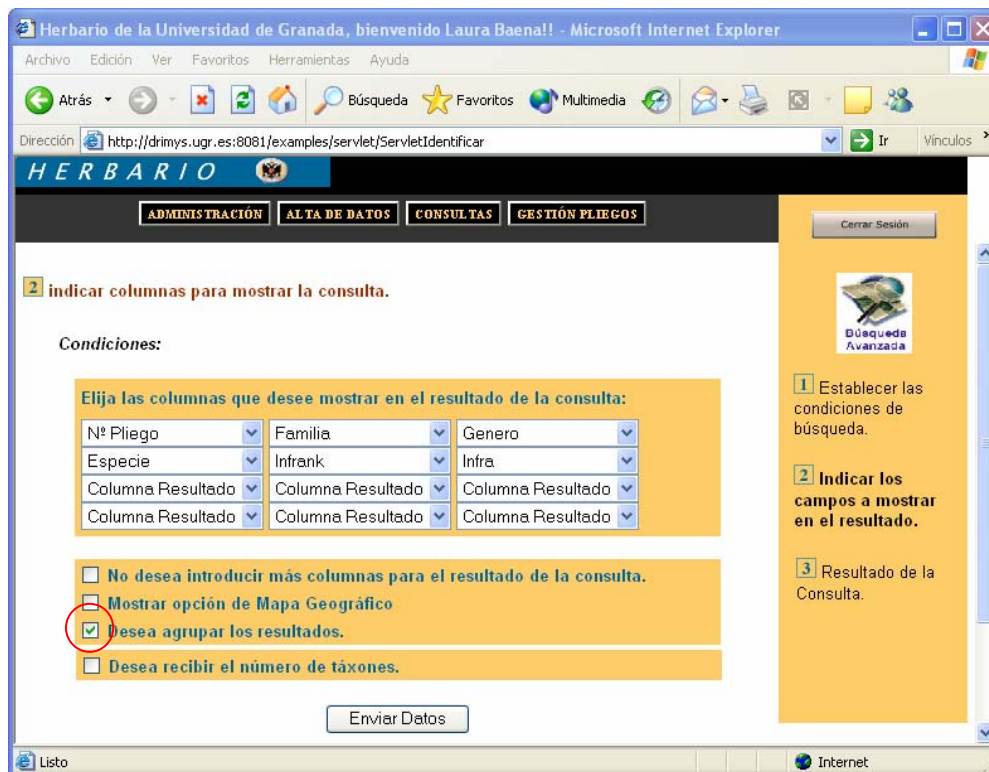 Herbario de la Universidad de Granada, bienvenido Laura Baena!! - Microsoft Internet Explorer
Archivo Edición Ver Favoritos Herramientas Ayuda
Atrás Búsqueda Favoritos Multimedia
Dirección http://drimys.ugr.es:8081/examples/servlet/ServletIdentificar Ir Vínculos »
HERBARIO
ADMINISTRACIÓN ALTA DE DATOS CONSULTAS GESTIÓN PLIEGOS
Cerrar Sesión
2 indicar columnas para mostrar la consulta.
Condiciones:
Elija las columnas que desee mostrar en el resultado de la consulta:
Nº Pliego Familia Genero
Especie Infrank Infra
Columna Resultado Columna Resultado Columna Resultado
Columna Resultado Columna Resultado Columna Resultado
No desea introducir más columnas para el resultado de la consulta.
Mostrar opción de Mapa Geográfico
Desea agrupar los resultados.
Desea recibir el número de táxones.
Enviar Datos
Búsqueda
Avanzada
1 Establecer las
condiciones de
búsqueda.
2 Indicar los
campos a mostrar
en el resultado.
3 Resultado de la
Consulta.
Listo Internet